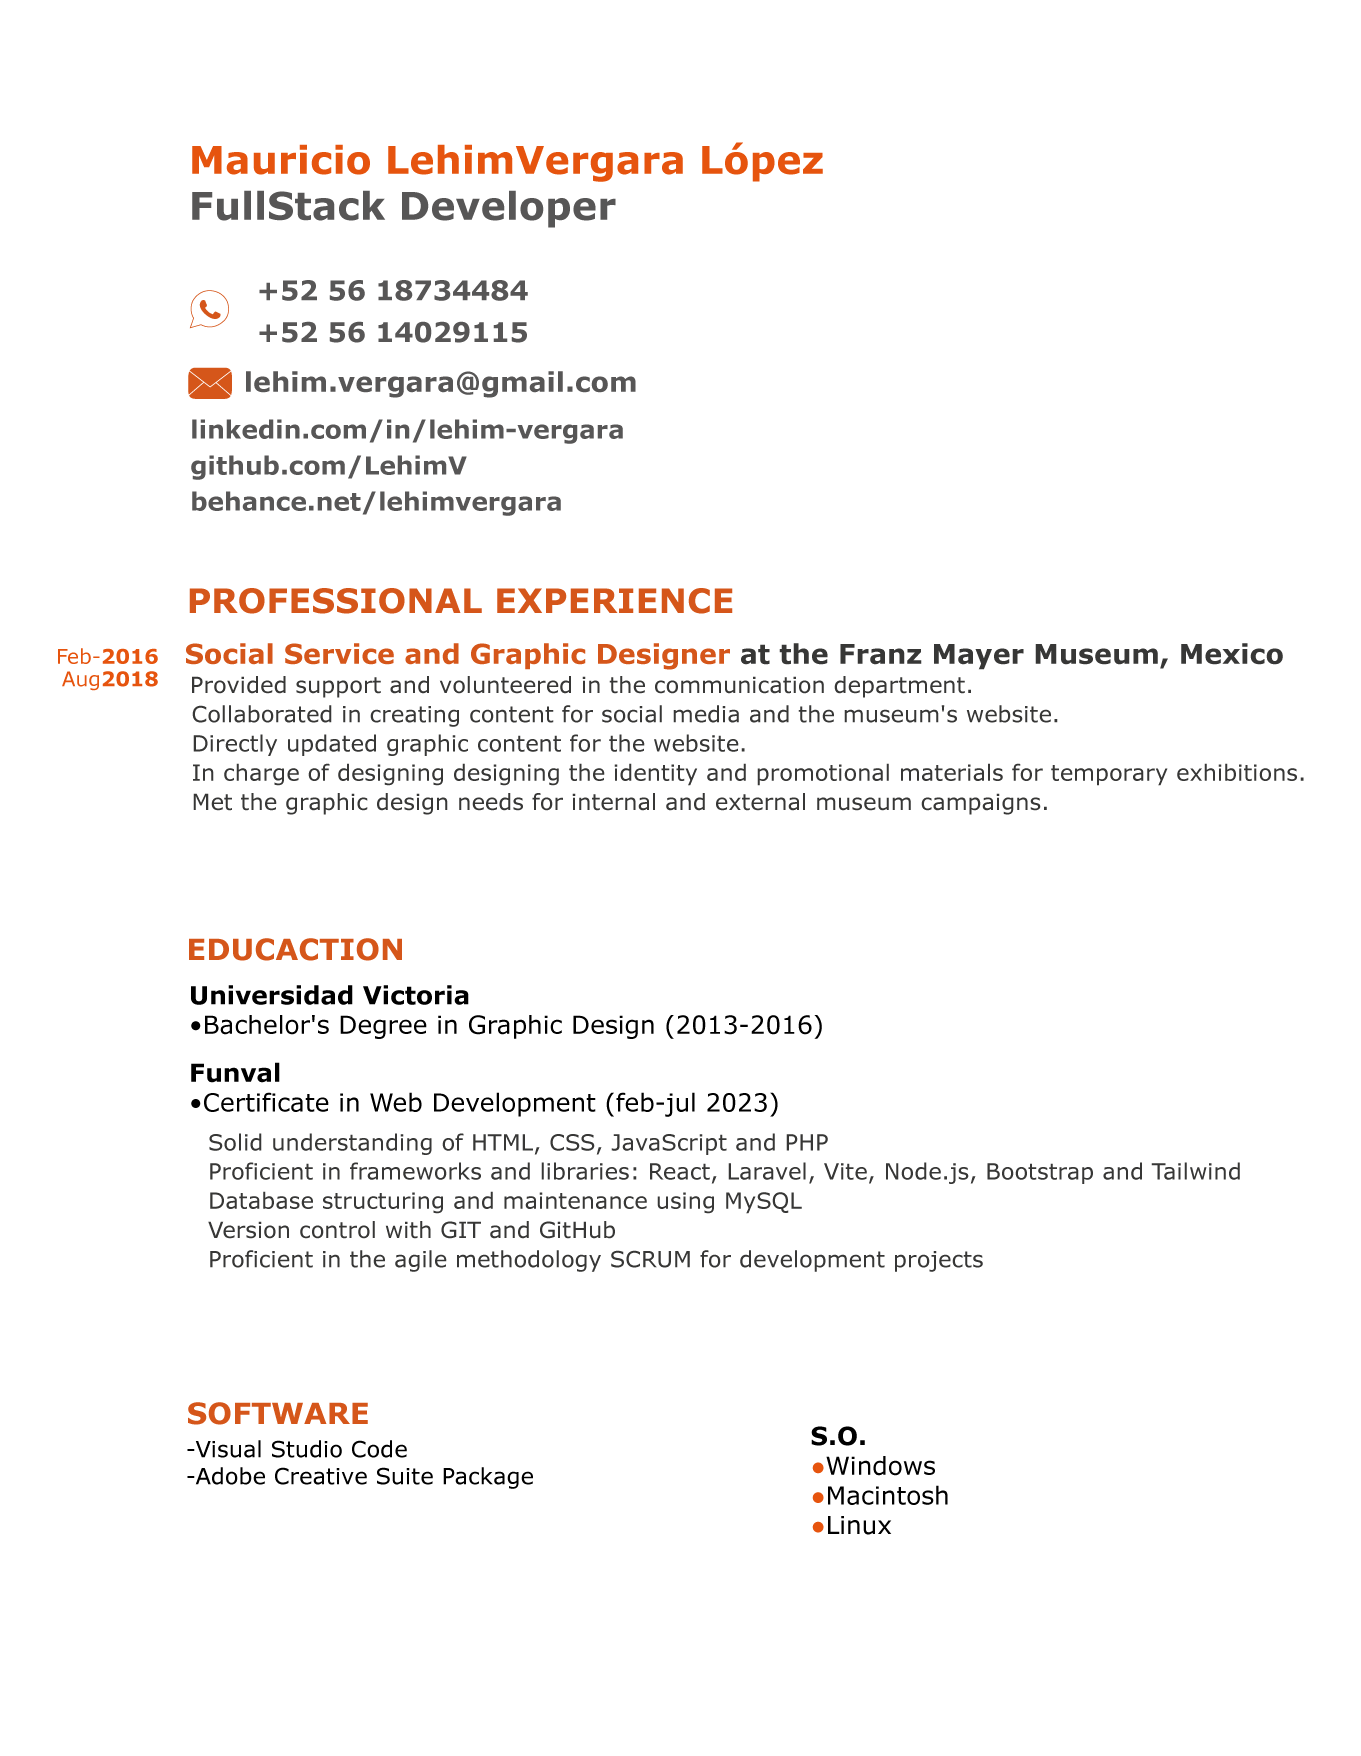 Mauricio LehimVergara López
FullStack Developer
+52 56 18734484
+52 56 14029115
lehim.vergara@gmail.com
linkedin.com/in/lehim-vergara
github.com/LehimV
behance.net/lehimvergara
PROFESSIONAL EXPERIENCE
Feb-2016
Aug2018
Social Service and Graphic Designer at the Franz Mayer Museum, Mexico
Provided support and volunteered in the communication department.
Collaborated in creating content for social media and the museum's website.
Directly updated graphic content for the website.
In charge of designing designing the identity and promotional materials for temporary exhibitions.
Met the graphic design needs for internal and external museum campaigns.
EDUCACTION
Universidad Victoria
•Bachelor's Degree in Graphic Design (2013-2016)
Funval
•Certificate in Web Development (feb-jul 2023)
Solid understanding of HTML, CSS, JavaScript and PHP
Proficient in frameworks and libraries: React, Laravel, Vite, Node.js, Bootstrap and Tailwind
Database structuring and maintenance using MySQL
Version control with GIT and GitHub
Proficient in the agile methodology SCRUM for development projects
SOFTWARE
-Visual Studio Code
-Adobe Creative Suite Package
S.O.
•Windows
•Macintosh
•Linux